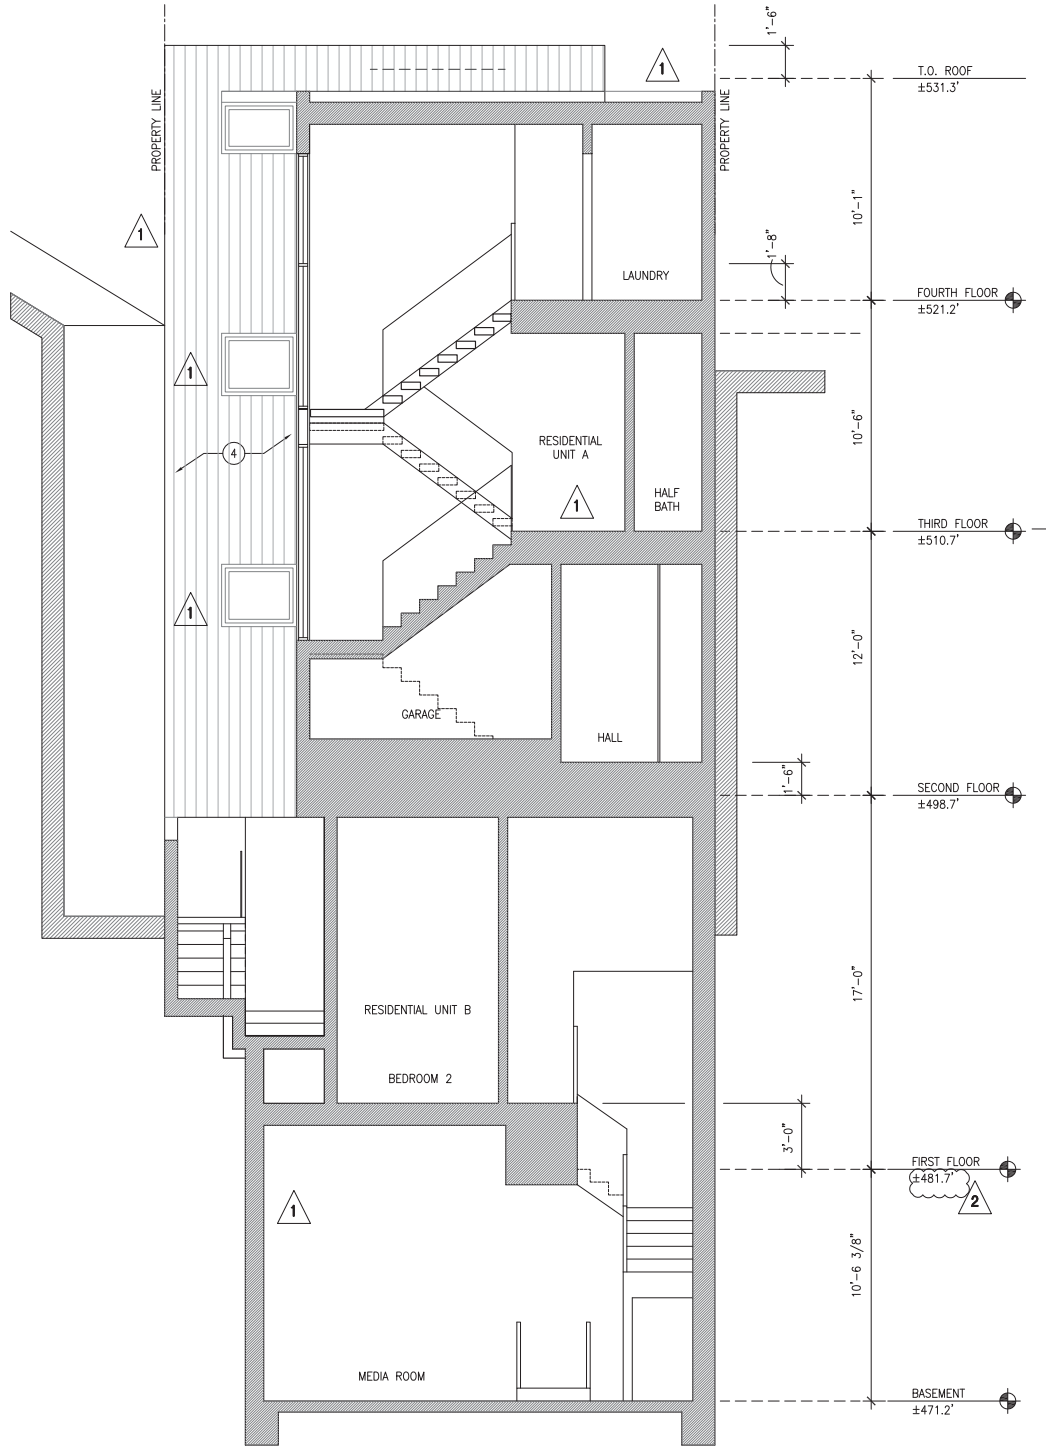 1'-6"
T.O. ROOF
±531.3'
1
PROPERTY LINE
PROPERTY LINE
10'-1"
1
1'-8"
LAUNDRY
FOURTH FLOOR
±521.2'
1
10'-6"
4
RESIDENTIAL
UNIT A
1
HALF
BATH
THIRD FLOOR
±510.7'
1
12'-0"
GARAGE
HALL
1'-6"
SECOND FLOOR
±498.7'
17'-0"
RESIDENTIAL UNIT B
BEDROOM 2
3'-0"
FIRST FLOOR
±481.7'
2
1
10'-6 3/8"
MEDIA ROOM
BASEMENT
±471.2'